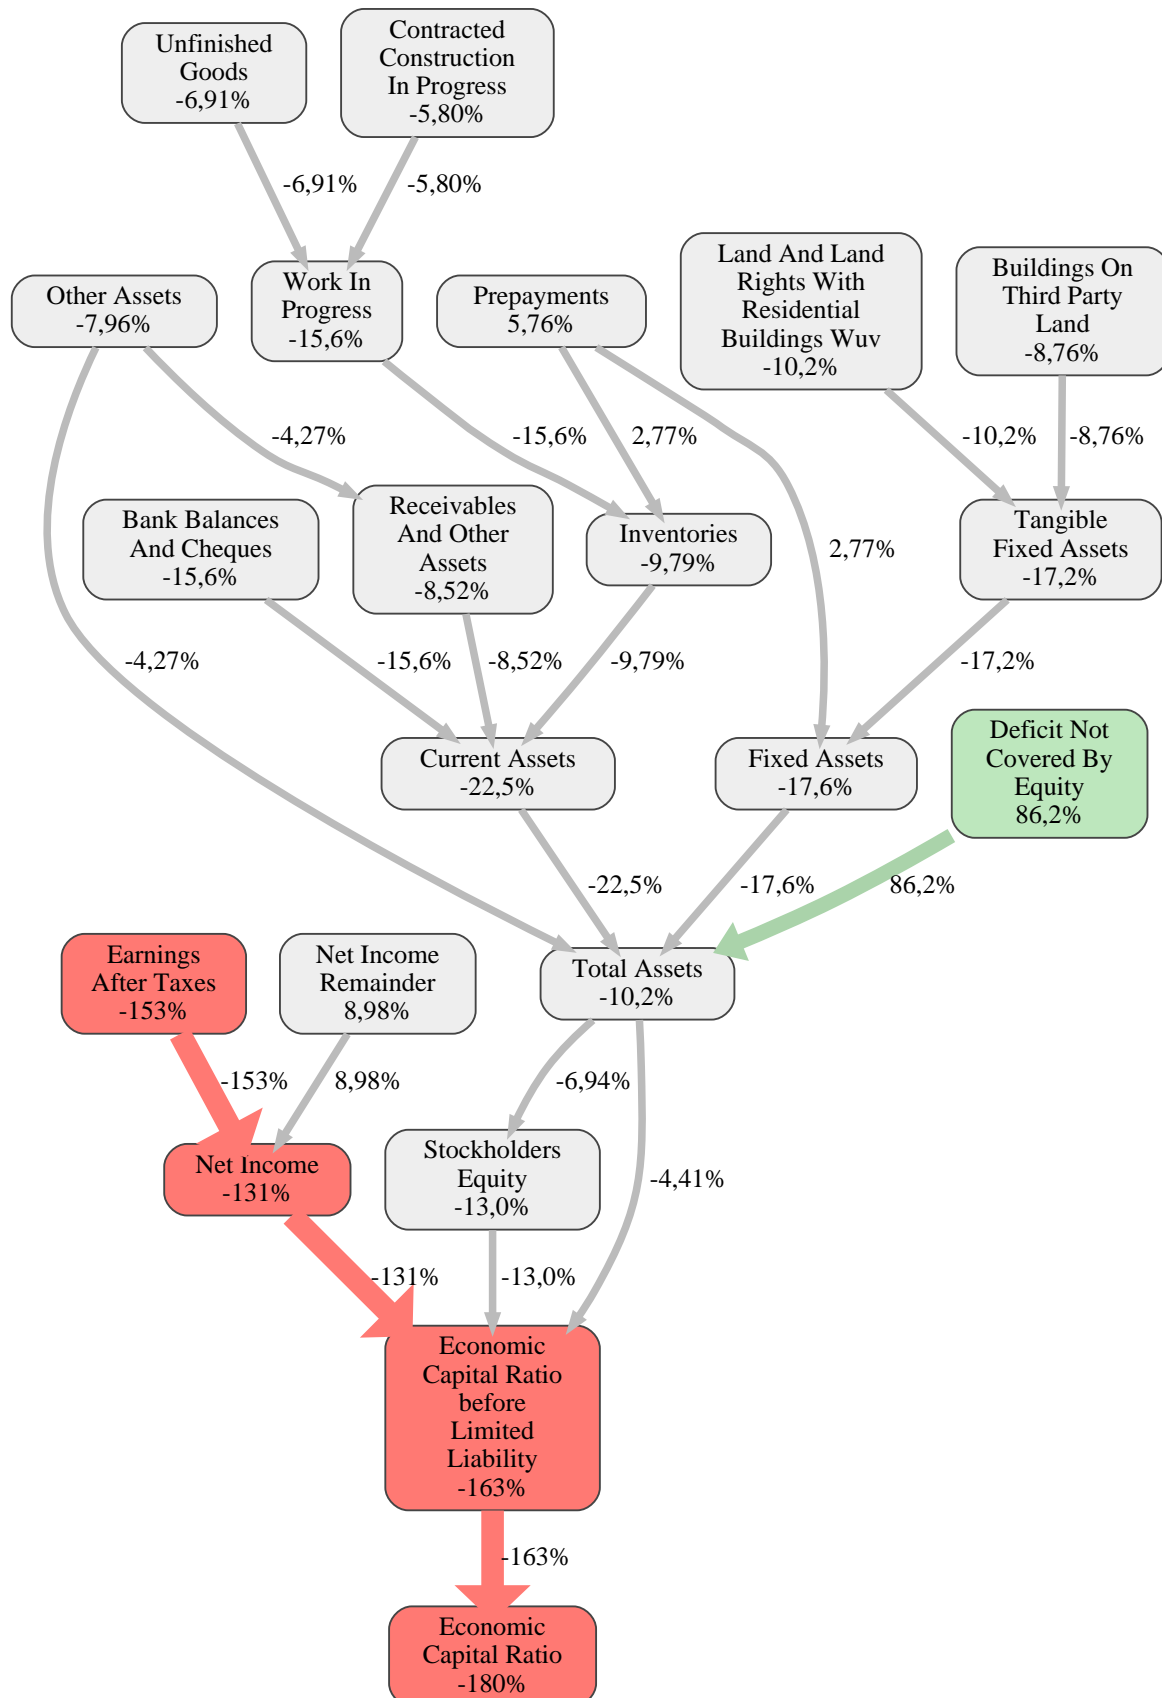 Unfinished
Goods
-6,91%
Contracted
Construction
In Progress
-5,80%
-6,91%
-5,80%
Other Assets
-7,96%
Work In
Progress
-15,6%
Prepayments
5,76%
Land And Land
Rights With
Residential
Buildings Wuv
-10,2%
Buildings On
Third Party
Land
-8,76%
-4,27%
-15,6%
2,77%
-10,2%
-8,76%
Bank Balances
And Cheques
-15,6%
Receivables
And Other
Assets
-8,52%
Inventories
-9,79%
2,77%
Tangible
Fixed Assets
-17,2%
-4,27%
-15,6%
-8,52%
-9,79%
-17,2%
Current Assets
-22,5%
Fixed Assets
-17,6%
Deficit Not
Covered By
Equity
86,2%
-22,5%
-17,6%
86,2%
Earnings
After Taxes
-153%
Net Income
Remainder
8,98%
Total Assets
-10,2%
-153%
8,98%
-6,94%
-4,41%
Net Income
-131%
Stockholders
Equity
-13,0%
-131%
-13,0%
Economic
Capital Ratio
before
Limited
Liability
-163%
-163%
Economic
Capital Ratio
-180%